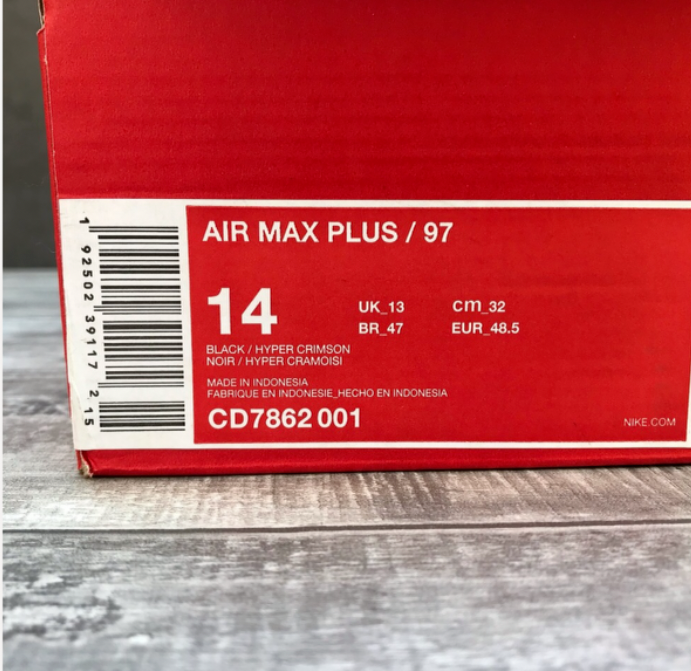 1 92502 39117 2 15
AIR MAX PLUS / 97
14
UK_13 cm_32
BR_47 EUR_48.5
BLACK / HYPER CRIMSON
NOIR / HYPER CRAMOISI
MADE IN INDONESIA
FABRIQUE EN INDONESIE_HECHO EN INDONESIA
CD7862 001
NIKE.COM